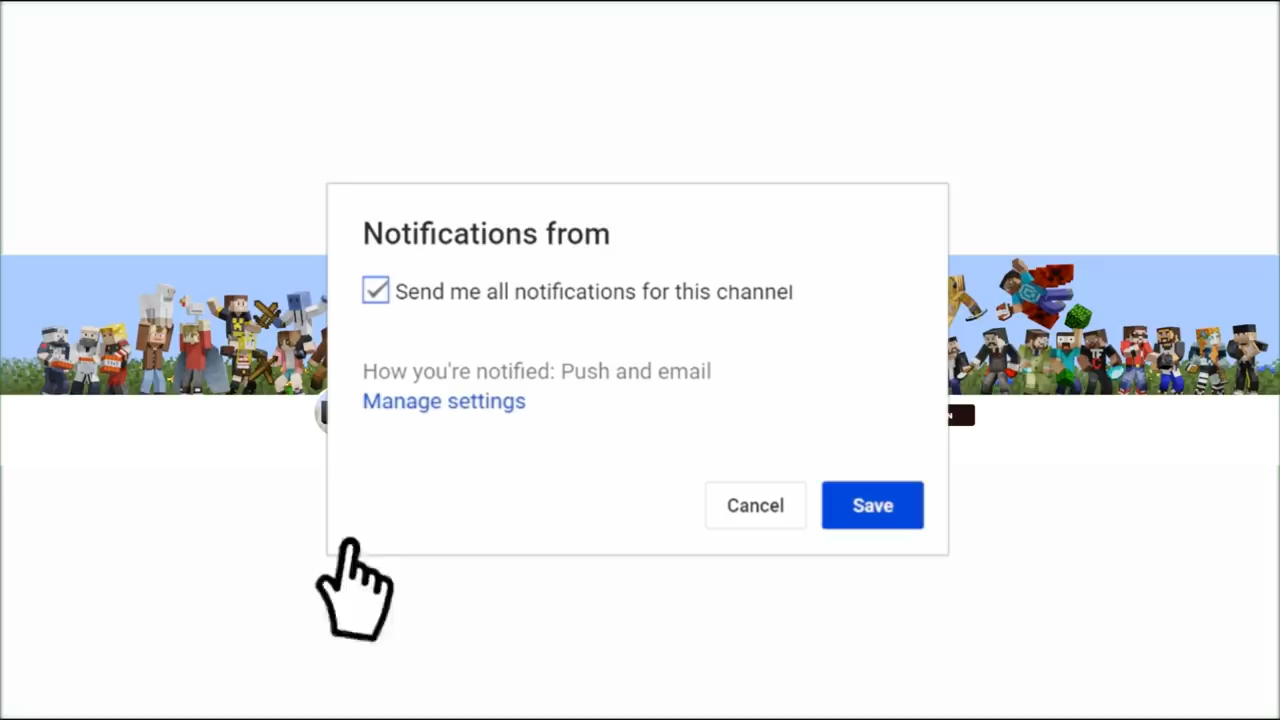 Notifications from
Send me all notifications for this channel
How you're notified: Push and email
Manage settings
Cancel
Save